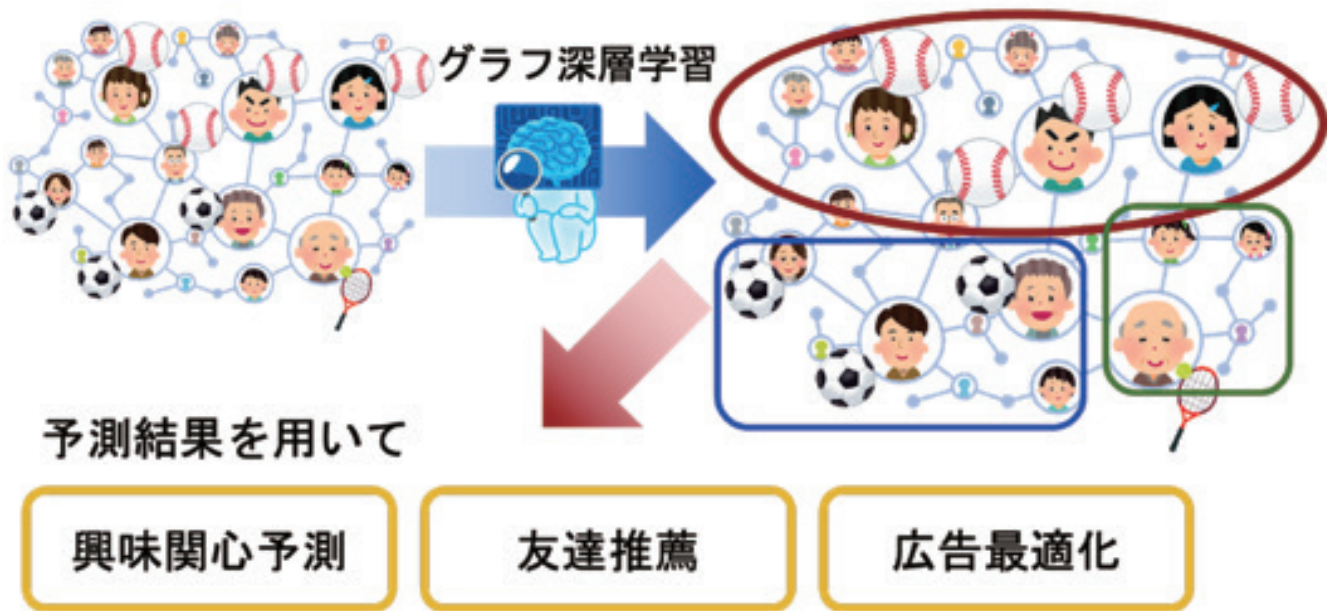 グラフ深層学習
予測結果を用いて
興味関心予測
友達推薦
広告最適化